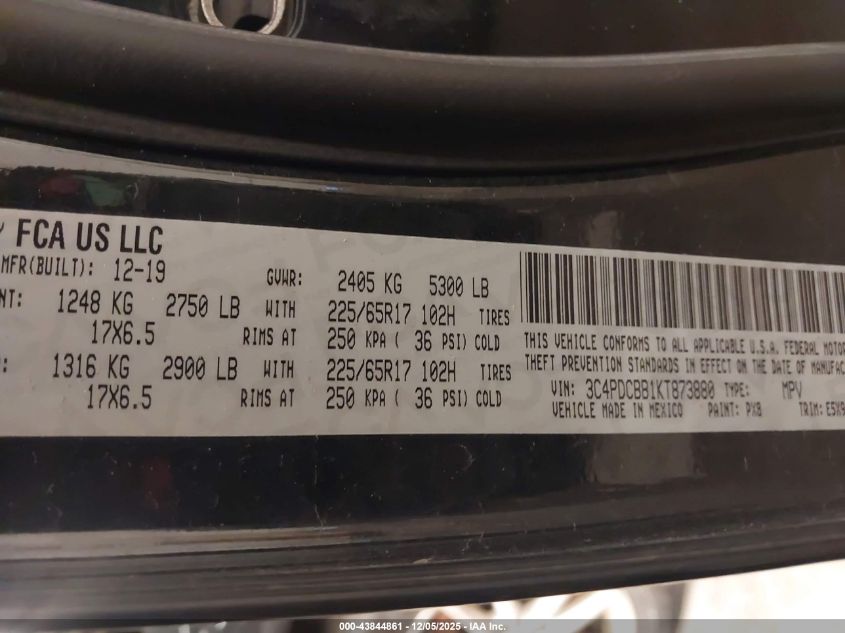 FCA US LLC
MFR(BUILT): 12-19 GVWR: 2405 KG 5300 LB
NT: 1248 KG 2750 LB WITH 225/65R17 102H TIRES
17X6.5 RIMS AT 250 KPA ( 36 PSI) COLD
: 1316 KG 2900 LB WITH 225/65R17 102H TIRES
17X6.5 RIMS AT 250 KPA ( 36 PSI) COLD
THIS VEHICLE CONFORMS TO ALL APPLICABLE U.S.A. FEDERAL MOTOR
THEFT PREVENTION STANDARDS IN EFFECT ON THE DATE OF MANUFAC
VIN: 3C4PDCBB1KT873880 TYPE: MPV
VEHICLE MADE IN MEXICO PAINT: PX8 TRIM: E5X9
000-43844861 - 12/05/2025 - IAA Inc.